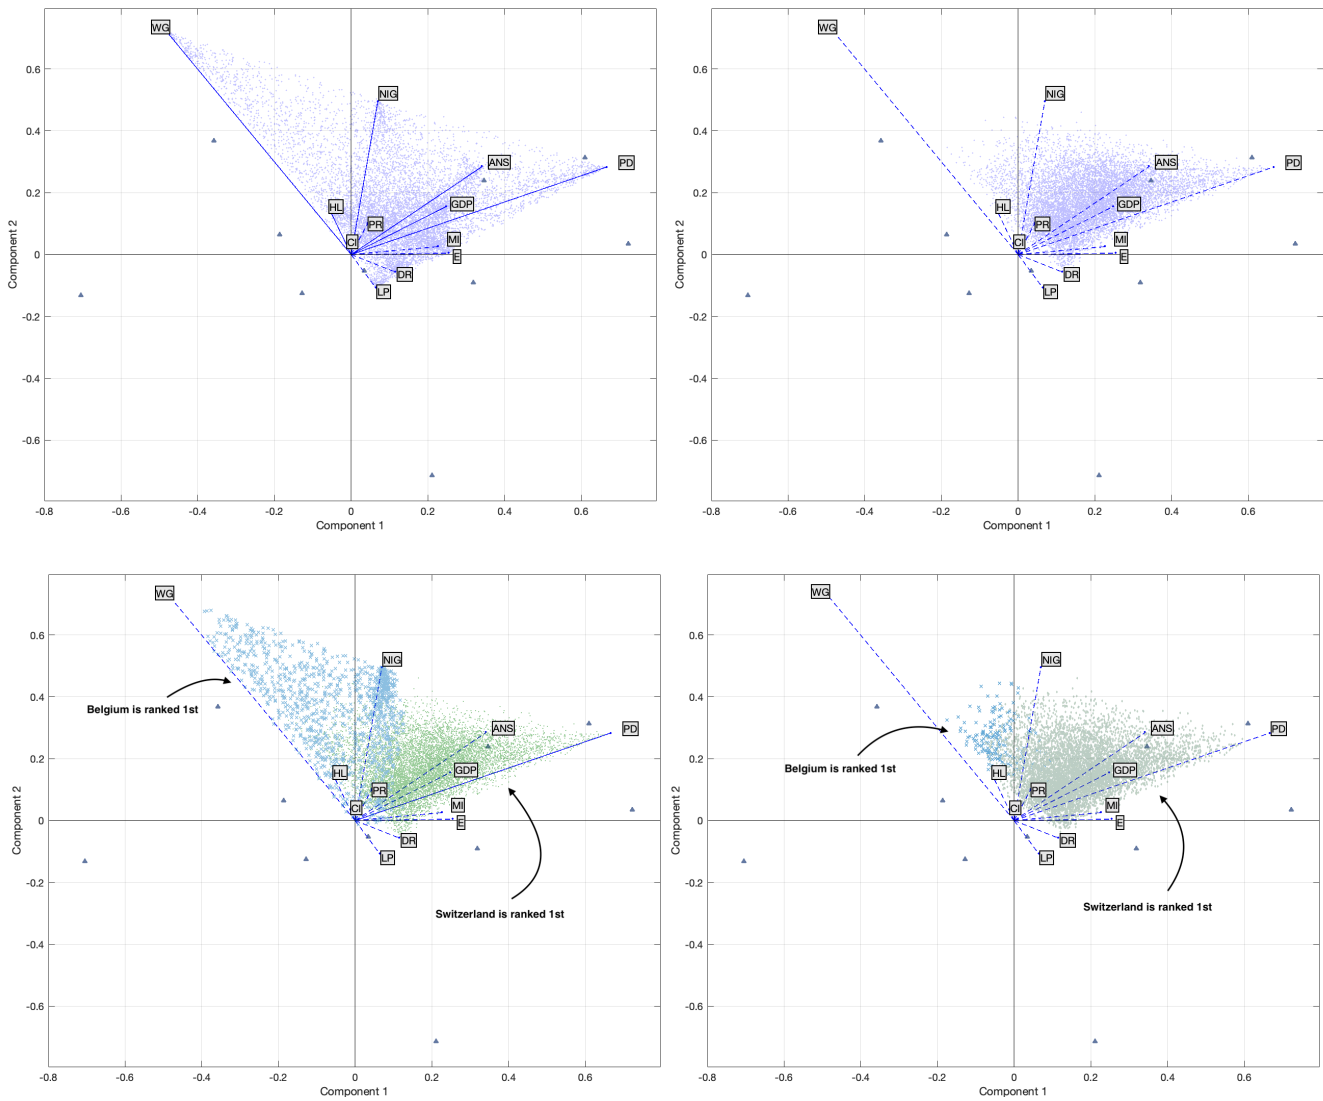 WG
0.6
NIG
0.4
ANS
PD
0.2
HL
GDP
PR
CI
MI
0
E
DR
LP
-0.2
-0.4
-0.6
-0.8
-0.6
-0.4
-0.2
0
0.2
0.4
0.6
0.8
Component 1
Component 2
WG
0.6
NIG
0.4
ANS
PD
0.2
HL
GDP
PR
CI
MI
0
E
DR
LP
-0.2
-0.4
-0.6
-0.8
-0.6
-0.4
-0.2
0
0.2
0.4
0.6
Component 1
Component 2
WG
0.6
NIG
0.4
Belgium is ranked 1st
ANS
PD
0.2
HL
GDP
PR
CI
MI
0
E
DR
LP
-0.2
Switzerland is ranked 1st
-0.4
-0.6
-0.8
-0.6
-0.4
-0.2
0
0.2
0.4
0.6
0.8
Component 1
Component 2
WG
0.6
NIG
0.4
ANS
PD
0.2
Belgium is ranked 1st
HL
GDP
PR
CI
MI
0
E
DR
LP
-0.2
Switzerland is ranked 1st
-0.4
-0.6
-0.8
-0.6
-0.4
-0.2
0
0.2
0.4
0.6
Component 1
Component 2